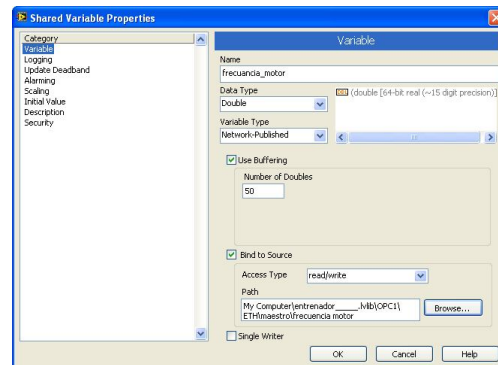 Shared Variable Properties
Category
Variable
Logging
Update Deadband
Alarming
Scaling
Initial Value
Description
Security
Variable
Name
frecuancia_motor
Data Type
Double
(double [64-bit real (~15 digit precision)]
Variable Type
Network-Published
Use Buffering
Number of Doubles
50
Bind to Source
Access Type
read/write
Path
My Computer\entrenador_____.lvlib\OPC1\
ETH\maestro\frecuencia motor
Browse...
Single Writer
OK
Cancel
Help